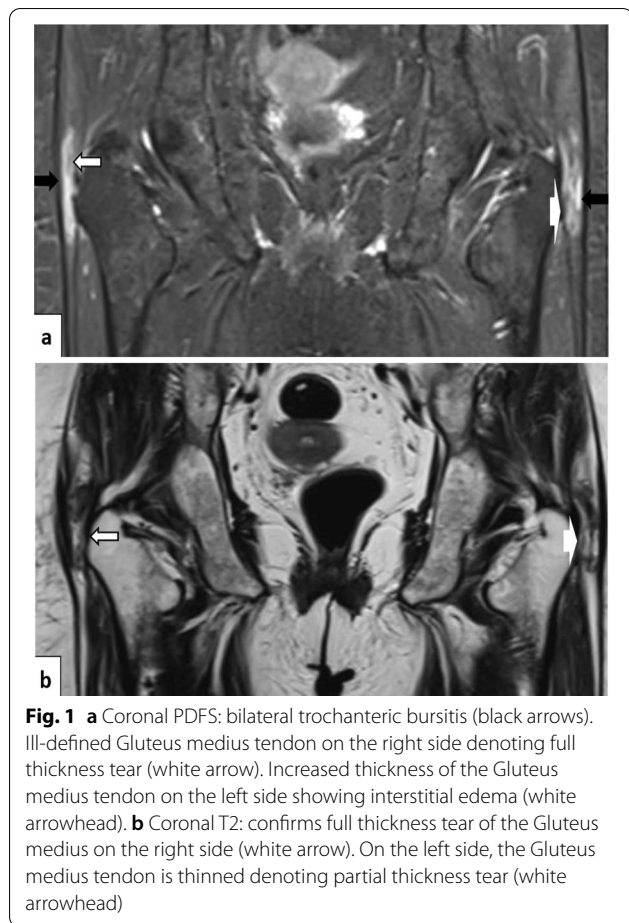 a
b
Fig. 1 a Coronal PDFS: bilateral trochanteric bursitis (black arrows).
Ill-defined Gluteus medius tendon on the right side denoting full
thickness tear (white arrow). Increased thickness of the Gluteus
medius tendon on the left side showing interstitial edema (white
arrowhead). b Coronal T2: confirms full thickness tear of the Gluteus
medius on the right side (white arrow). On the left side, the Gluteus
medius tendon is thinned denoting partial thickness tear (white
arrowhead)